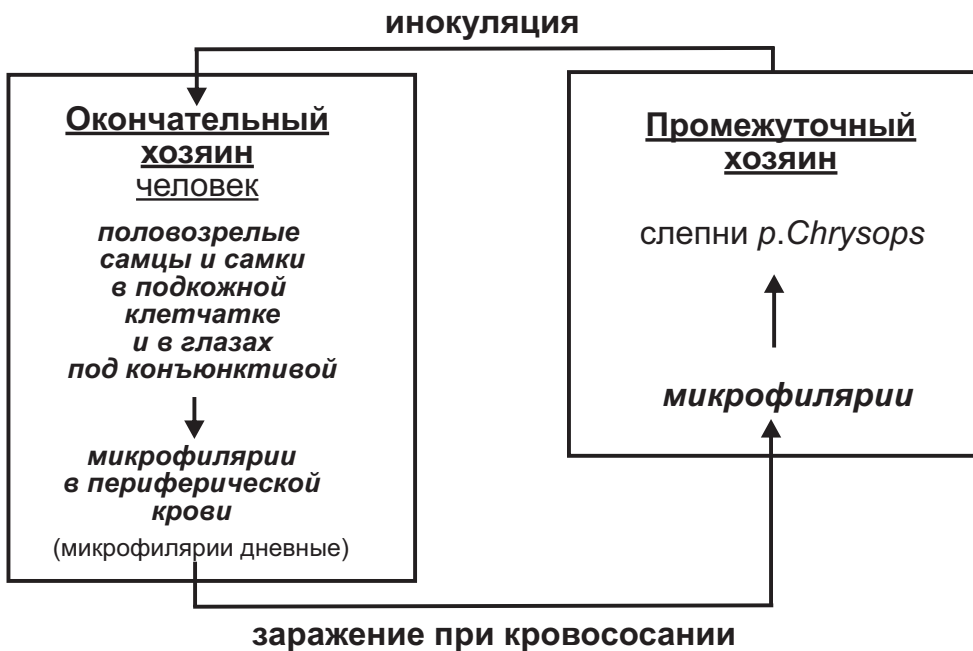 инокуляция
Окончательный
хозяин
человек
половозрелые
самцы и самки
в подкожной
клетчатке
и в глазах
под конъюнктивой
микрофилярии
в периферической
крови
(микрофилярии дневные)
Промежуточный
хозяин
слепни р.Chrysops
микрофилярии
заражение при кровососании